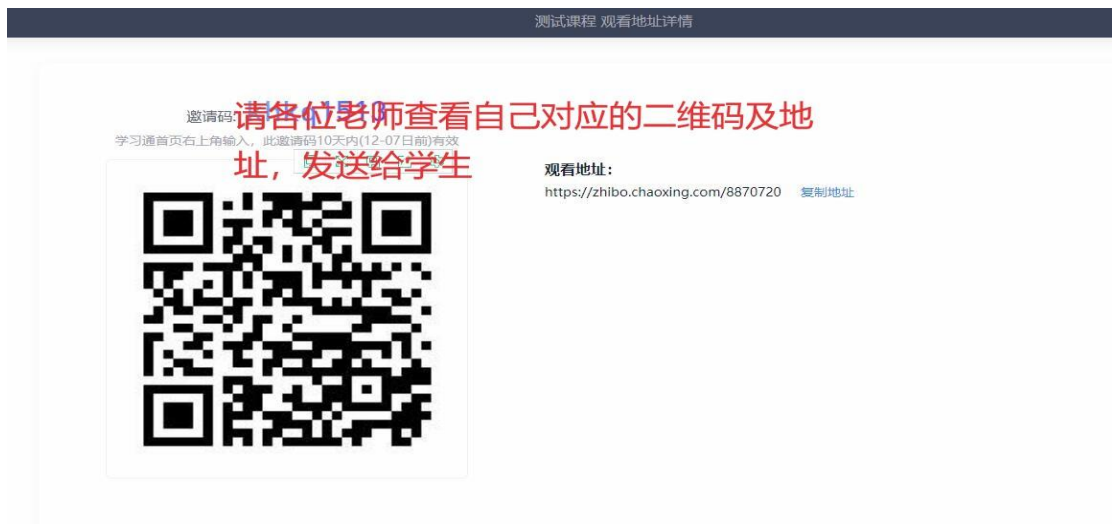 测试课程 观看地址详情
邀请码:
请各位老师查看自己对应的二维码及地
学习通首页右上角输入，此邀请码10天内(12-07日前)有效
址，发送给学生
观看地址：
https://zhibo.chaoxing.com/8870720 复制地址